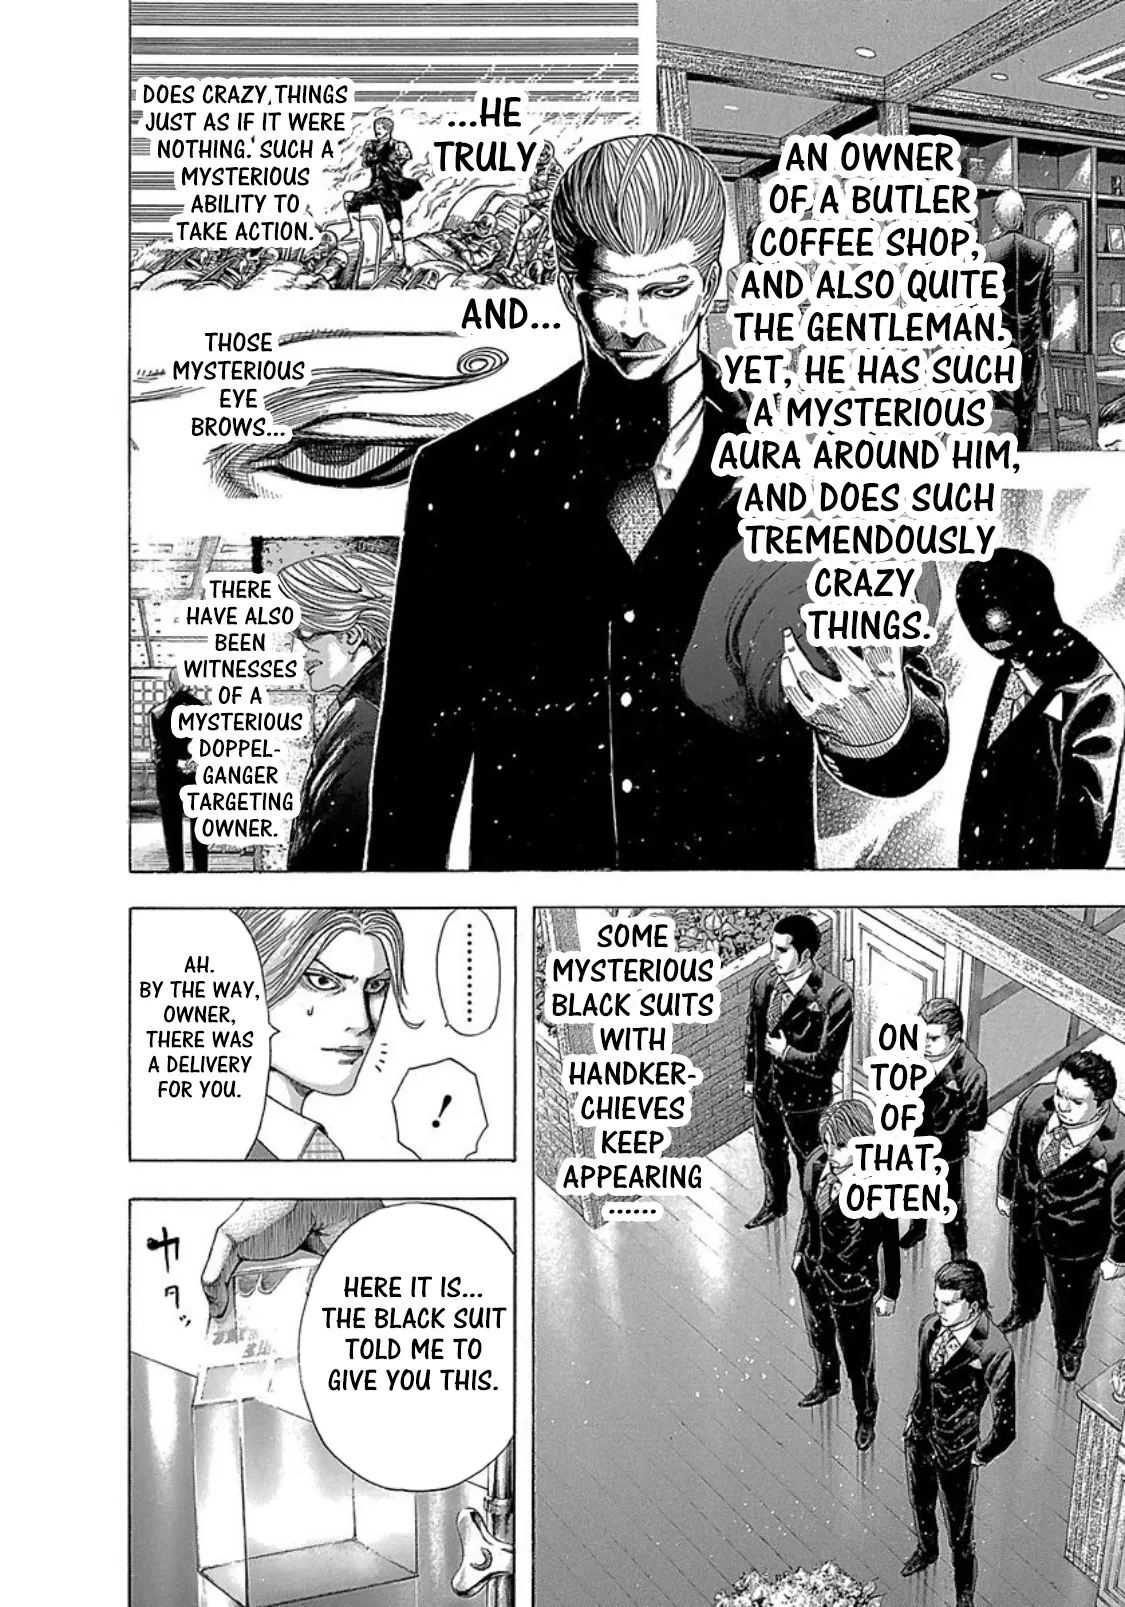 AN OWNER
OF A BUTLER
COFFEE SHOP,
AND ALSO QUITE
THE GENTLEMAN.
YET, HE HAS SUCH
A MYSTERIOUS
AURA AROUND HIM,
AND DOES SUCH
TREMENDOUSLY
CRAZY
THINGS.
...HE
TRULY
DOES CRAZY THINGS
JUST AS IF IT WERE
NOTHING. SUCH A
MYSTERIOUS
ABILITY TO
TAKE ACTION.
AND...
THOSE
MYSTERIOUS
EYE
BROWS...
THERE
HAVE ALSO
BEEN
WITNESSES
OF A
MYSTERIOUS
DOPPEL-
GANGER
TARGETING
OWNER.
ON
TOP
OF
THAT,
OFTEN,
SOME
MYSTERIOUS
BLACK SUITS
WITH
HANDKER-
CHIEVES
KEEP
APPEARING
......
.........
!
AH.
BY THE WAY,
OWNER,
THERE WAS
A DELIVERY
FOR YOU.
HERE IT IS...
THE BLACK SUIT
TOLD ME TO
GIVE YOU THIS.
カタッ